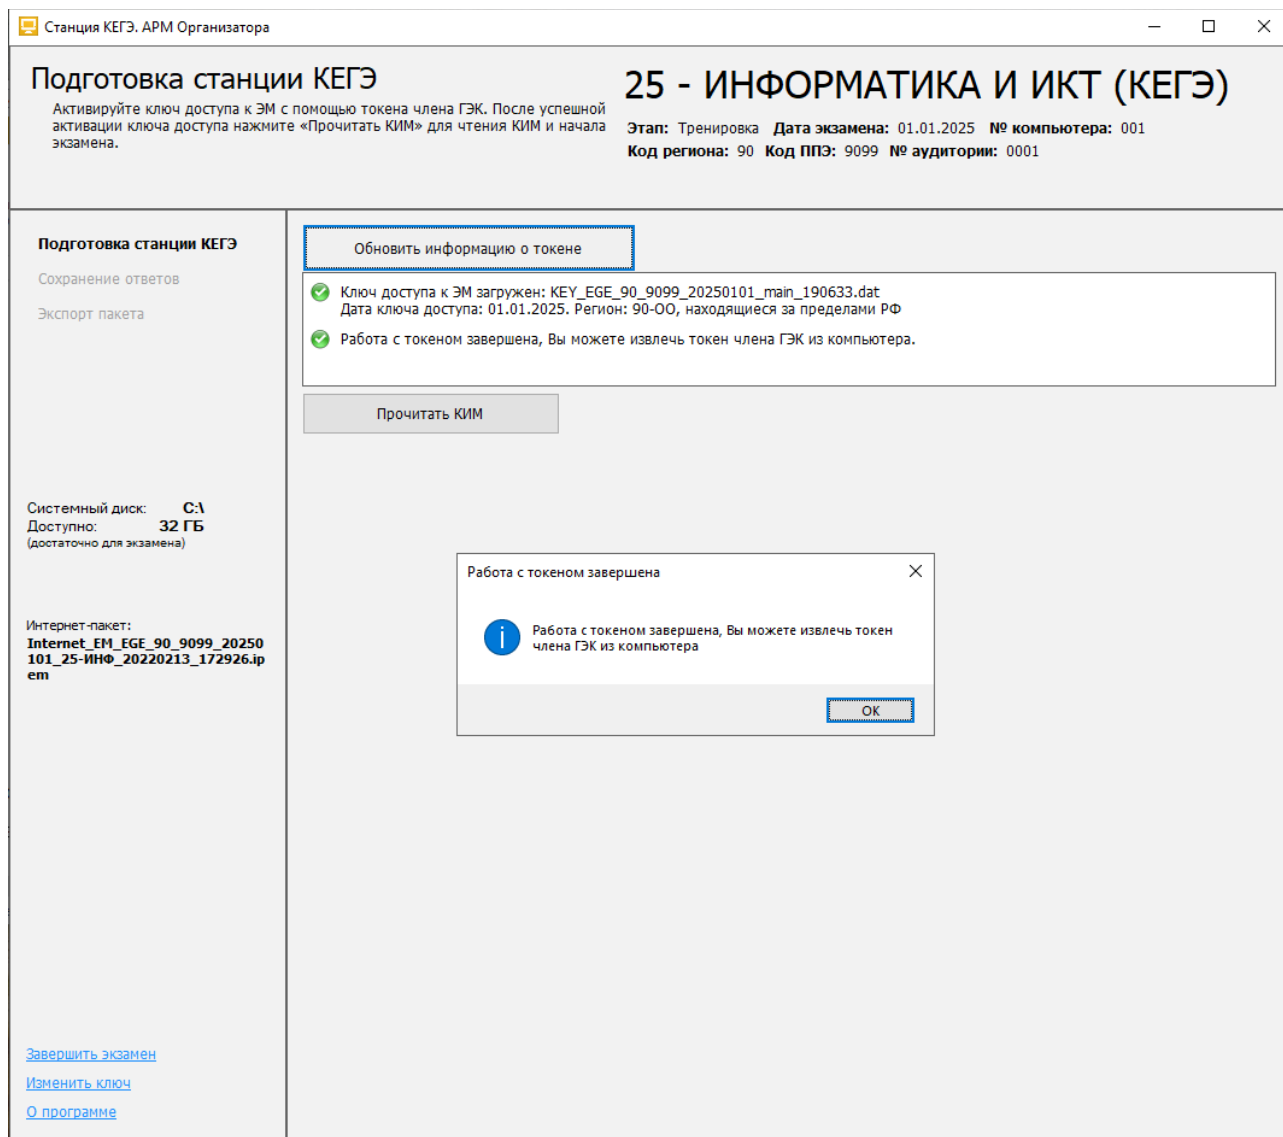 Станция КЕГЭ. АРМ Организатора
Подготовка станции КЕГЭ
Активируйте ключ доступа к ЭМ с помощью токена члена ГЭК. После успешной
активации ключа доступа нажмите «Прочитать КИМ» для чтения КИМ и начала
экзамена.
25 - ИНФОРМАТИКА И ИКТ (КЕГЭ)
Этап: Тренировка Дата экзамена: 01.01.2025 № компьютера: 001
Код региона: 90 Код ППЭ: 9099 № аудитории: 0001
Подготовка станции КЕГЭ
Сохранение ответов
Экспорт пакета
Обновить информацию о токене
Ключ доступа к ЭМ загружен: KEY_EGE_90_9099_20250101_main_190633.dat
Дата ключа доступа: 01.01.2025. Регион: 90-ОО, находящиеся за пределами РФ
Работа с токеном завершена, Вы можете извлечь токен члена ГЭК из компьютера.
Прочитать КИМ
Системный диск: C:\
Доступно: 32 ГБ
(достаточно для экзамена)
Интернет-пакет:
Internet_EM_EGE_90_9099_20250
101_25-ИНФ_20220213_172926.ip
em
Работа с токеном завершена
Работа с токеном завершена, Вы можете извлечь токен
члена ГЭК из компьютера
ОК
Завершить экзамен
Изменить ключ
О программе